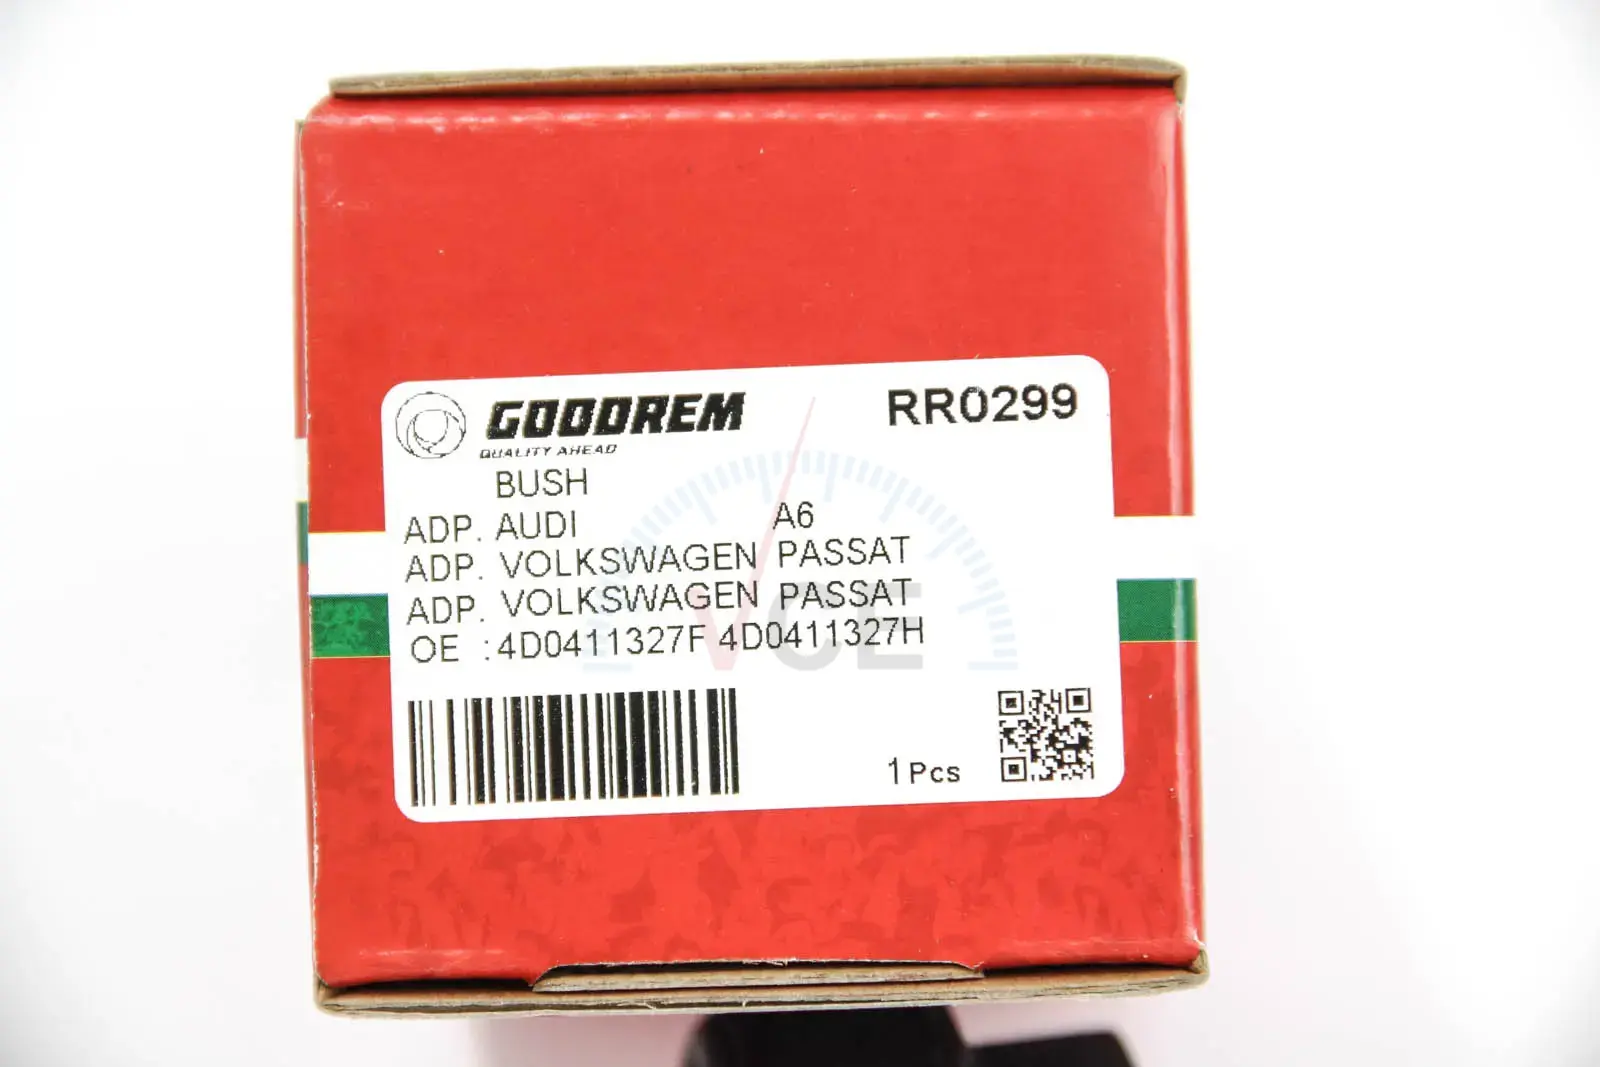 GOODREM
RR0299
QUALITY AHEAD
BUSH
ADP. AUDI A6
ADP. VOLKSWAGEN PASSAT
ADP. VOLKSWAGEN PASSAT
OE : 4D0411327F 4D0411327H
VCE
1 Pcs